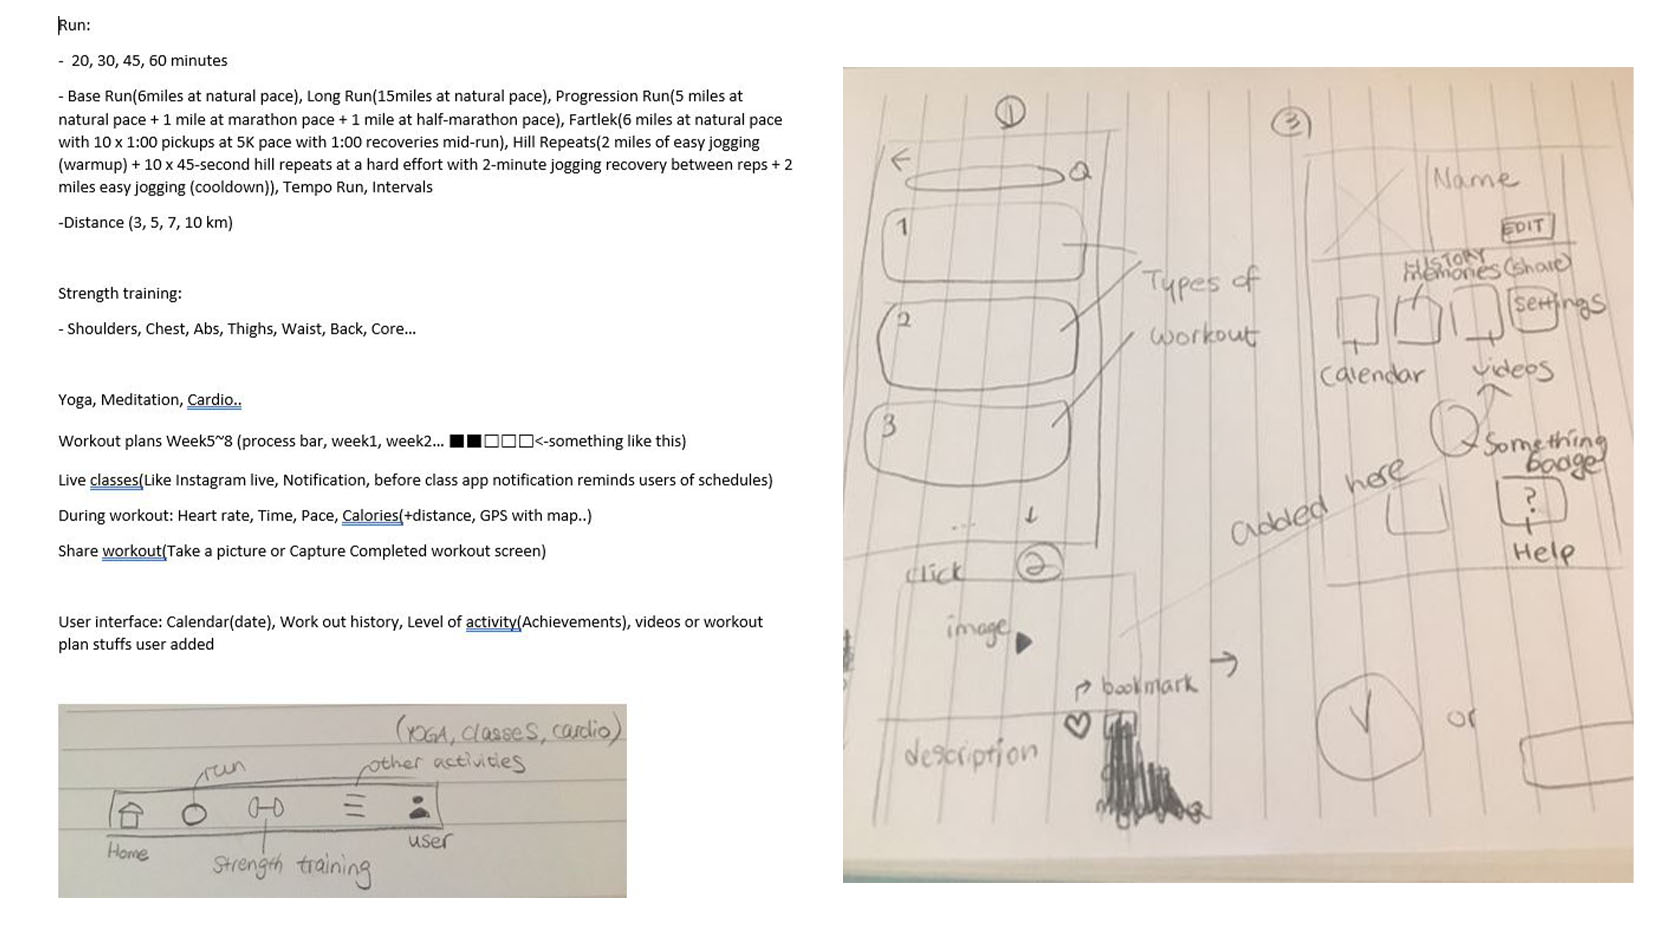 Run:
- 20, 30, 45, 60 minutes
- Base Run(6miles at natural pace), Long Run(15miles at natural pace), Progression Run(5 miles at
natural pace + 1 mile at marathon pace + 1 mile at half-marathon pace), Fartlek(6 miles at natural pace
with 10 x 1:00 pickups at 5K pace with 1:00 recoveries mid-run), Hill Repeats(2 miles of easy jogging
(warmup) + 10 x 45-second hill repeats at a hard effort with 2-minute jogging recovery between reps + 2
miles easy jogging (cooldown)), Tempo Run, Intervals
-Distance (3, 5, 7, 10 km)
Strength training:
- Shoulders, Chest, Abs, Thighs, Waist, Back, Core...
Yoga, Meditation, Cardio..
Workout plans Week5~8 (process bar, week1, week2... ■■□□□<-something like this)
Live classes(Like Instagram live, Notification, before class app notification reminds users of schedules)
During workout: Heart rate, Time, Pace, Calories(+distance, GPS with map..)
Share workout(Take a picture or Capture Completed workout screen)
User interface: Calendar(date), Work out history, Level of activity(Achievements), videos or workout
plan stuffs user added
(YOGA, classes, cardio)
run
other activities
Home
Strength training
user
①
←
1
2
3
Types of
workout
...
↓
click
②
image
→
bookmark
description
added here
③
Name
EDIT
HISTORY
memories (share)
settings
calendar
videos
Something
badge
?
Help
V
or